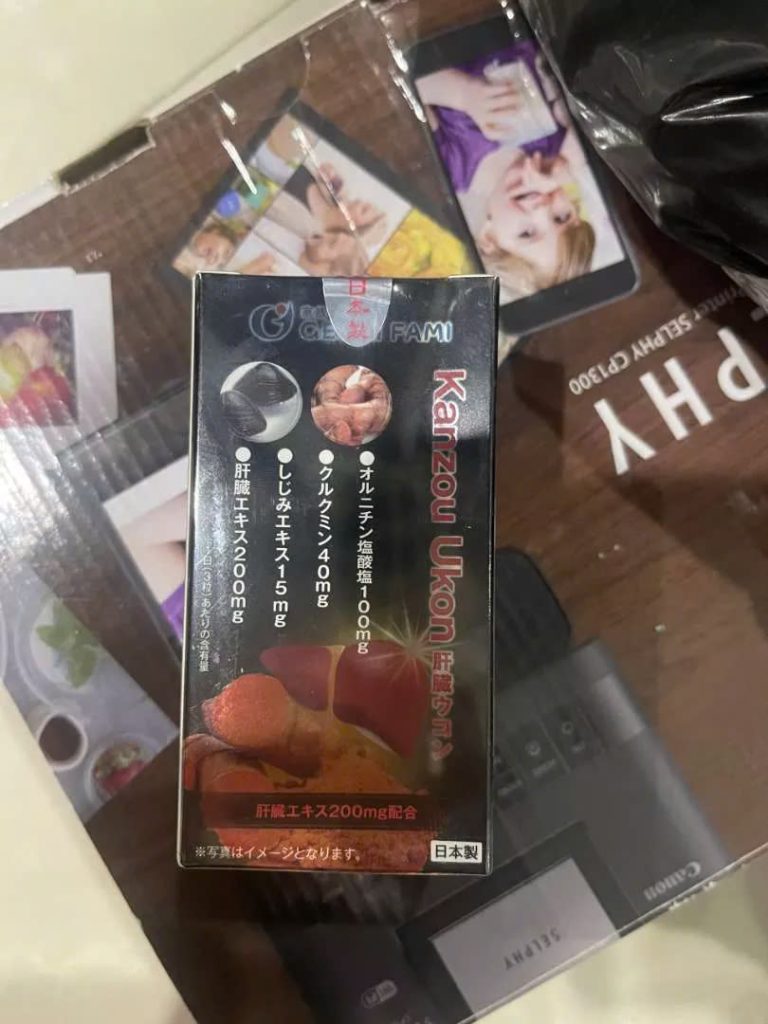 日本製
FAMI
Kanzou Ukon 肝臓ウコン
●オルニチン塩酸塩100mg
●クルクミン40mg
●しじみエキス15mg
●肝臓エキス200mg
日(3粒)あたりの含有量
肝臓エキス200mg配合
※写真はイメージとなります。
日本製
PHY
Printer SELPHY CP1300
Canon
SELPHY